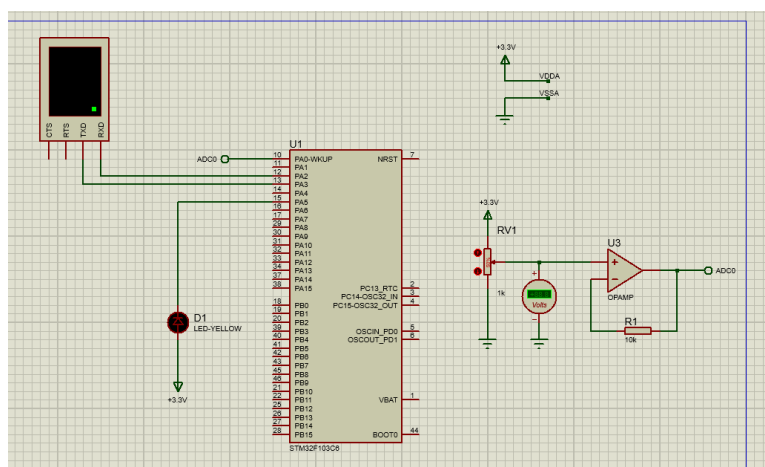 +3.3V
VDDA
VSSA
CTS
RTS
TXD
RXD
U1
ADC0
10 PA0-WKUP
11 PA1
12 PA2
13 PA3
14 PA4
15 PA5
16 PA6
17 PA7
29 PA8
30 PA9
31 PA10
32 PA11
33 PA12
34 PA13
37 PA14
38 PA15
18 PB0
19 PB1
20 PB2
39 PB3
40 PB4
41 PB5
42 PB6
43 PB7
45 PB8
46 PB9
21 PB10
22 PB11
25 PB12
26 PB13
27 PB14
28 PB15
NRST 7
PC13_RTC 2
PC14-OSC32_IN 3
PC15-OSC32_OUT 4
OSCIN_PD0 5
OSCOUT_PD1 6
VBAT 1
BOOT0 44
STM32F103C6
D1
LED-YELLOW
+3.3V
+3.3V
RV1
1k
+
Volts
−
U3
+
−
OPAMP
ADC0
R1
10k